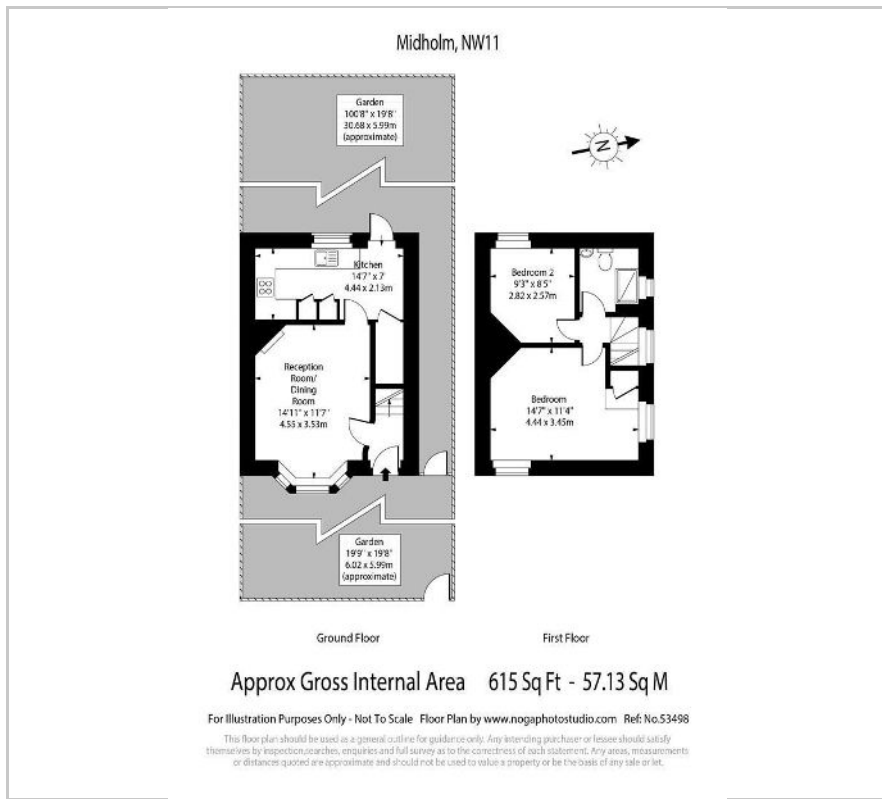 Midholm, NW11
Garden
100'8" x 19'8"
30.68 x 5.99m
(approximate)
N
Kitchen
14'7" x 7'
4.44 x 2.13m
Reception
Room/
Dining
Room
14'11" x 11'7"
4.55 x 3.53m
Bedroom 2
9'3" x 8'5"
2.82 x 2.57m
Bedroom
14'7" x 11'4"
4.44 x 3.45m
Garden
19'9" x 19'8"
6.02 x 5.99m
(approximate)
Ground Floor
First Floor
Approx Gross Internal Area 615 Sq Ft - 57.13 Sq M
For Illustration Purposes Only - Not To Scale Floor Plan by www.nogaphotostudio.com Ref: No.53498
This floor plan should be used as a general outline for guidance only. Any intending purchaser or lessee should satisfy
themselves by inspection,searches, enquiries and full survey as to the correctness of each statement. Any areas, measurements
or distances quoted are approximate and should not be used to value a property or be the basis of any sale or let.